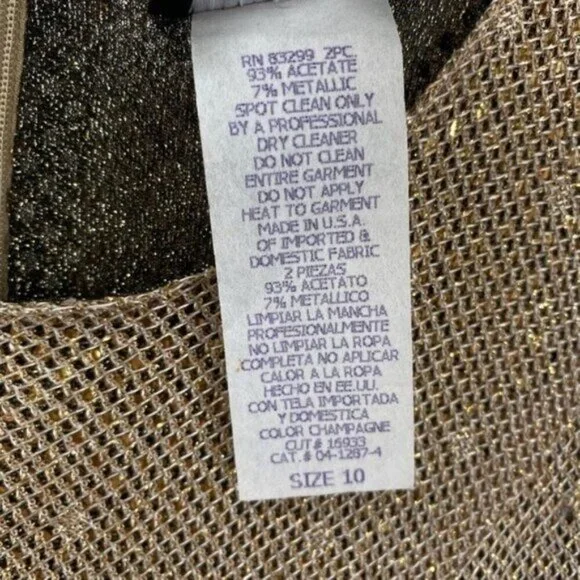 RN 83299 2PC.
93% ACETATE
7% METALLIC
SPOT CLEAN ONLY
BY A PROFESSIONAL
DRY CLEANER
DO NOT CLEAN
ENTIRE GARMENT
DO NOT APPLY
HEAT TO GARMENT
MADE IN U.S.A.
OF IMPORTED &
DOMESTIC FABRIC
2 PIEZAS
93% ACETATO
7% METALLICO
LIMPIAR LA MANCHA
PROFESIONALMENTE
NO LIMPIAR LA ROPA
COMPLETA NO APLICAR
CALOR A LA ROPA
HECHO EN EE.UU.
CON TELA IMPORTADA
Y DOMESTICA
COLOR CHAMPAGNE
CUT# 16933
CAT.# 04-1287-4
SIZE 10